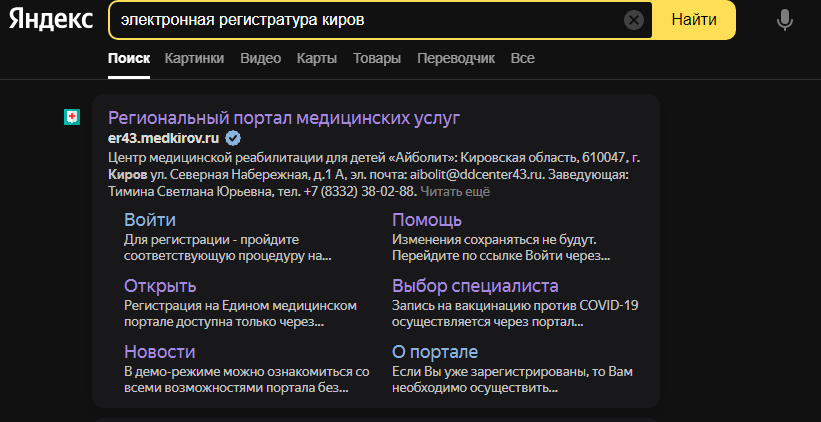 Яндекс
электронная регистратура киров
Найти
Поиск Картинки Видео Карты Товары Переводчик Все
Региональный портал медицинских услуг
er43.medkirov.ru
Центр медицинской реабилитации для детей «Айболит»: Кировская область, 610047, г.
Киров ул. Северная Набережная, д.1 А, эл. почта: aibolit@ddcenter43.ru. Заведующая:
Тимина Светлана Юрьевна, тел. +7 (8332) 38-02-88. Читать ещё
Войти
Для регистрации - пройдите
соответствующую процедуру на...
Помощь
Изменения сохраняться не будут.
Перейдите по ссылке Войти через...
Открыть
Регистрация на Едином медицинском
портале доступна только через...
Выбор специалиста
Запись на вакцинацию против COVID-19
осуществляется через портал...
Новости
В демо-режиме можно ознакомиться со
всеми возможностями портала без...
О портале
Если Вы уже зарегистрированы, то Вам
необходимо осуществить...